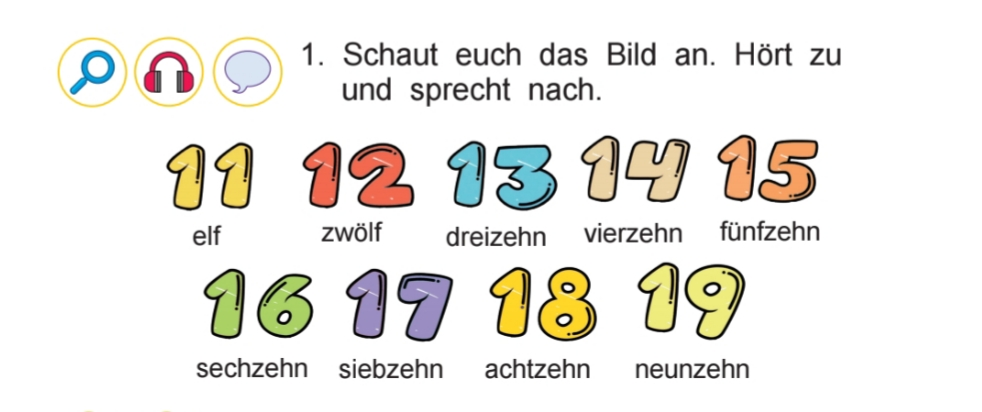 1. Schaut euch das Bild an. Hört zu
und sprecht nach.
11 12 13 14 15
elf zwölf dreizehn vierzehn fünfzehn
16 17 18 19
sechzehn siebzehn achtzehn neunzehn